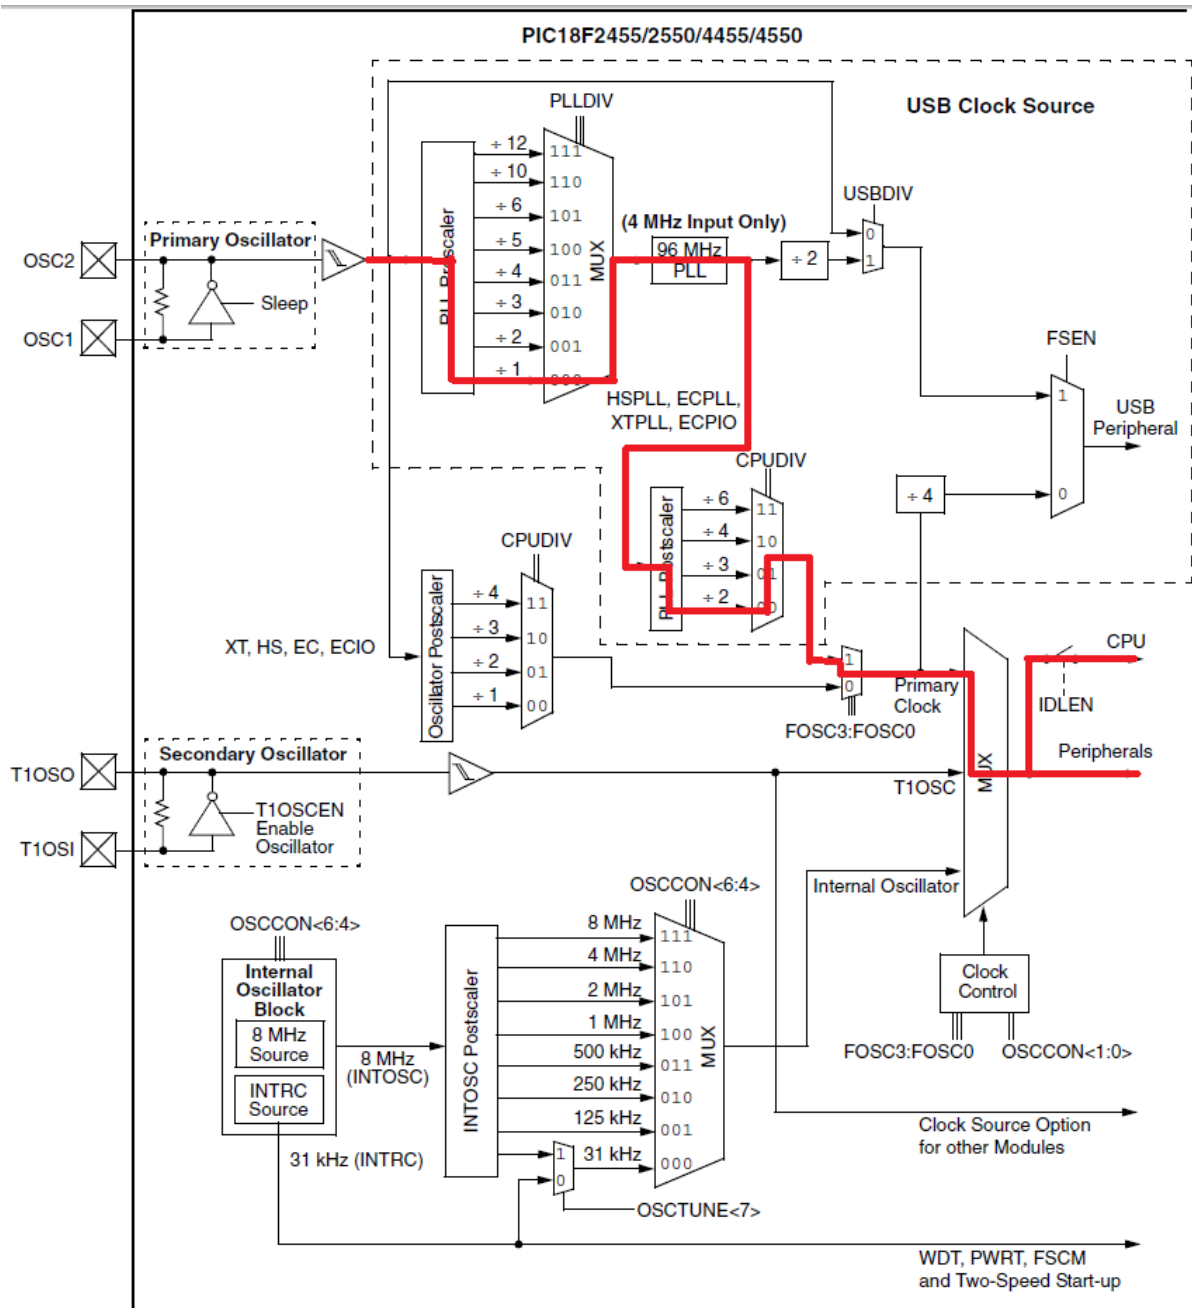 PIC18F2455/2550/4455/4550
PLLDIV
USB Clock Source
÷ 12
111
÷ 10
110
÷ 6
101
÷ 5
100
÷ 4
011
÷ 3
010
÷ 2
001
÷ 1
000
PLL Prescaler
MUX
USBDIV
(4 MHz Input Only)
96 MHz
PLL
÷ 2
0
1
Primary Oscillator
OSC2
Sleep
OSC1
FSEN
1
USB
Peripheral
0
HSPLL, ECPLL,
XTPLL, ECPIO
CPUDIV
÷ 6
11
÷ 4
10
÷ 3
01
÷ 2
00
PLL Postscaler
÷ 4
CPUDIV
÷ 4
11
÷ 3
10
÷ 2
01
÷ 1
00
Oscillator Postscaler
XT, HS, EC, ECIO
1
0
FOSC3:FOSC0
Primary
Clock
CPU
IDLEN
Peripherals
MUX
Secondary Oscillator
T1OSO
T1OSC
T1OSCEN
Enable
Oscillator
T1OSI
Internal Oscillator
OSCCON<6:4>
OSCCON<6:4>
Internal
Oscillator
Block
8 MHz
Source
INTRC
Source
8 MHz
(INTOSC)
31 kHz (INTRC)
INTOSC Postscaler
8 MHz
111
4 MHz
110
2 MHz
101
1 MHz
100
500 kHz
011
250 kHz
010
125 kHz
001
1
31 kHz
000
0
MUX
OSCTUNE<7>
Clock
Control
FOSC3:FOSC0
OSCCON<1:0>
Clock Source Option
for other Modules
WDT, PWRT, FSCM
and Two-Speed Start-up